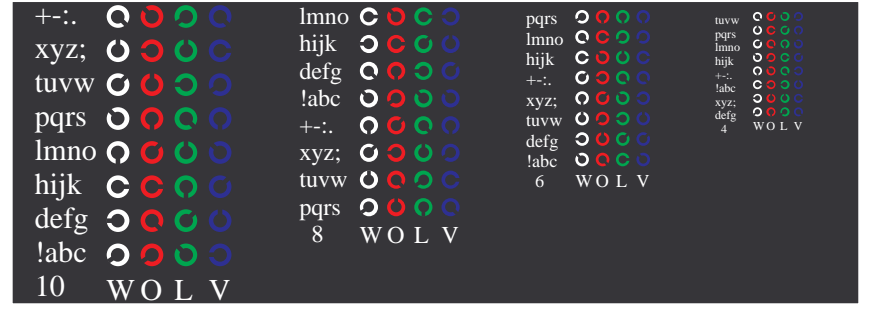 +-:.
xyz;
tuvw
pqrs
lmno
hijk
defg
!abc
10 W O L V
lmno
hijk
defg
!abc
+-:.
xyz;
tuvw
pqrs
8 W O L V
pqrs
lmno
hijk
+-:.
xyz;
tuvw
defg
!abc
6 W O L V
tuvw
pqrs
lmno
hijk
+-:.
!abc
xyz;
defg
4 W O L V